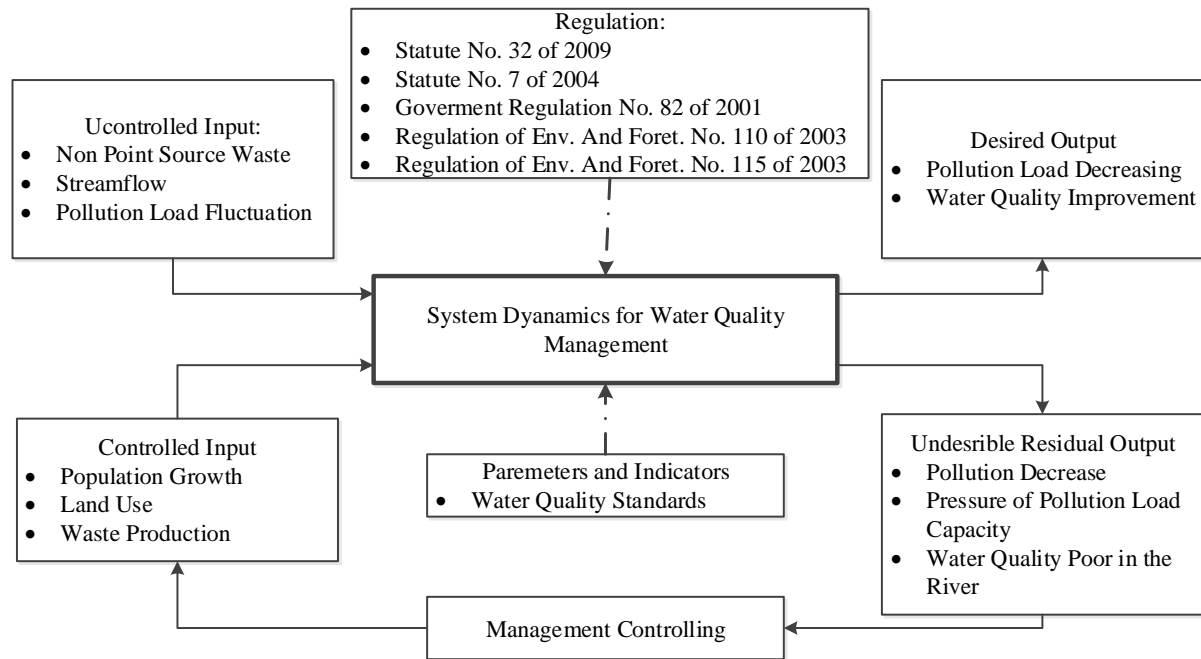 Regulation:
• Statute No. 32 of 2009
• Statute No. 7 of 2004
• Goverment Regulation No. 82 of 2001
• Regulation of Env. And Foret. No. 110 of 2003
• Regulation of Env. And Foret. No. 115 of 2003
Ucontrolled Input:
• Non Point Source Waste
• Streamflow
• Pollution Load Fluctuation
Desired Output
• Pollution Load Decreasing
• Water Quality Improvement
System Dyanamics for Water Quality
Management
Controlled Input
• Population Growth
• Land Use
• Waste Production
Paremeters and Indicators
• Water Quality Standards
Undesrible Residual Output
• Pollution Decrease
• Pressure of Pollution Load
Capacity
• Water Quality Poor in the
River
Management Controlling